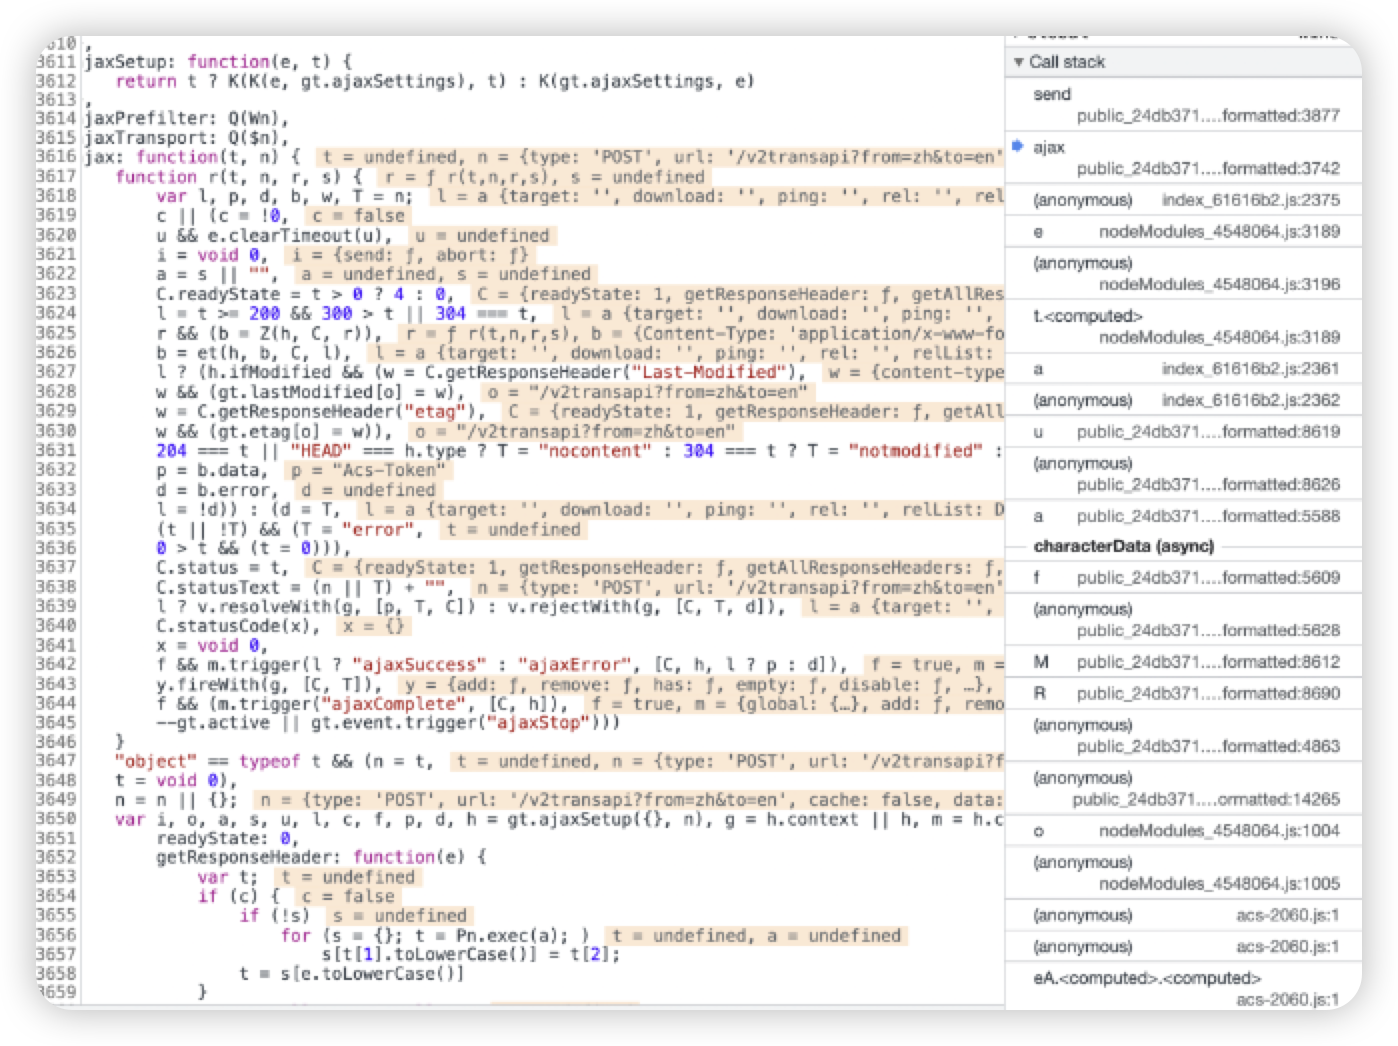 3610 ,
3611 jaxSetup: function(e, t) {
3612 return t ? K(K(e, gt.ajaxSettings), t) : K(gt.ajaxSettings, e)
3613 ,
3614 jaxPrefilter: Q(Wn),
3615 jaxTransport: Q($n),
3616 jax: function(t, n) { t = undefined, n = {type: 'POST', url: '/v2transapi?from=zh&to=en'
3617 function r(t, n, r, s) { r = ƒ r(t,n,r,s), s = undefined
3618 var l, p, d, b, w, T = n; l = a {target: '', download: '', ping: '', rel: '', rel
3619 c || (c = !0, c = false
3620 u && e.clearTimeout(u), u = undefined
3621 i = void 0, i = {send: ƒ, abort: ƒ}
3622 a = s || "", a = undefined, s = undefined
3623 C.readyState = t > 0 ? 4 : 0, C = {readyState: 1, getResponseHeader: ƒ, getAllRes
3624 l = t >= 200 && 300 > t || 304 === t, l = a {target: '', download: '', ping: '',
3625 r && (b = Z(h, C, r)), r = ƒ r(t,n,r,s), b = {Content-Type: 'application/x-www-fo
3626 b = et(h, b, C, l), l = a {target: '', download: '', ping: '', rel: '', relList:
3627 l ? (h.ifModified && (w = C.getResponseHeader("Last-Modified"), w = {content-type
3628 w && (gt.lastModified[o] = w), o = "/v2transapi?from=zh&to=en"
3629 w = C.getResponseHeader("etag"), C = {readyState: 1, getResponseHeader: ƒ, getAll
3630 w && (gt.etag[o] = w)), o = "/v2transapi?from=zh&to=en"
3631 204 === t || "HEAD" === h.type ? T = "nocontent" : 304 === t ? T = "notmodified" :
3632 p = b.data, p = "Acs-Token"
3633 d = b.error, d = undefined
3634 l = !d)) : (d = T, l = a {target: '', download: '', ping: '', rel: '', relList: D
3635 (t || !T) && (T = "error", t = undefined
3636 0 > t && (t = 0))),
3637 C.status = t, C = {readyState: 1, getResponseHeader: ƒ, getAllResponseHeaders: ƒ,
3638 C.statusText = (n || T) + "", n = {type: 'POST', url: '/v2transapi?from=zh&to=en'
3639 l ? v.resolveWith(g, [p, T, C]) : v.rejectWith(g, [C, T, d]), l = a {target: '',
3640 C.statusCode(x), x = {}
3641 x = void 0,
3642 f && m.trigger(l ? "ajaxSuccess" : "ajaxError", [C, h, l ? p : d]), f = true, m =
3643 y.fireWith(g, [C, T]), y = {add: ƒ, remove: ƒ, has: ƒ, empty: ƒ, disable: ƒ, …},
3644 f && (m.trigger("ajaxComplete", [C, h]), f = true, m = {global: {…}, add: ƒ, remo
3645 --gt.active || gt.event.trigger("ajaxStop")))
3646 }
3647 "object" == typeof t && (n = t, t = undefined, n = {type: 'POST', url: '/v2transapi?f
3648 t = void 0),
3649 n = n || {}; n = {type: 'POST', url: '/v2transapi?from=zh&to=en', cache: false, data:
3650 var i, o, a, s, u, l, c, f, p, d, h = gt.ajaxSetup({}, n), g = h.context || h, m = h.c
3651 readyState: 0,
3652 getResponseHeader: function(e) {
3653 var t; t = undefined
3654 if (c) { c = false
3655 if (!s) s = undefined
3656 for (s = {}; t = Pn.exec(a); ) t = undefined, a = undefined
3657 s[t[1].toLowerCase()] = t[2];
3658 t = s[e.toLowerCase()]
3659 }
Call stack
send
public_24db371....formatted:3877
ajax
public_24db371....formatted:3742
(anonymous) index_61616b2.js:2375
e nodeModules_4548064.js:3189
(anonymous)
nodeModules_4548064.js:3196
t.<computed>
nodeModules_4548064.js:3189
a index_61616b2.js:2361
(anonymous) index_61616b2.js:2362
u public_24db371....formatted:8619
(anonymous)
public_24db371....formatted:8626
a public_24db371....formatted:5588
characterData (async)
f public_24db371....formatted:5609
(anonymous)
public_24db371....formatted:5628
M public_24db371....formatted:8612
R public_24db371....formatted:8690
(anonymous)
public_24db371....formatted:4863
(anonymous)
public_24db371....ormatted:14265
o nodeModules_4548064.js:1004
(anonymous)
nodeModules_4548064.js:1005
(anonymous) acs-2060.js:1
(anonymous) acs-2060.js:1
eA.<computed>.<computed>
acs-2060.js:1